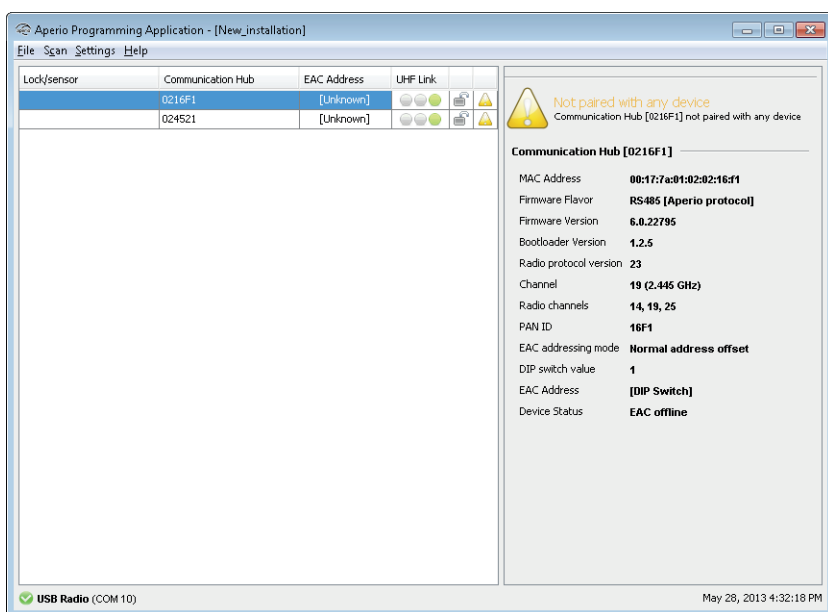 Aperio Programming Application - [New_installation]
File Scan Settings Help
Lock/sensor Communication Hub EAC Address UHF Link
0216F1 [Unknown]
024521 [Unknown]
Not paired with any device
Communication Hub [0216F1] not paired with any device
Communication Hub [0216F1]
MAC Address 00:17:7a:01:02:02:16:f1
Firmware Flavor RS485 [Aperio protocol]
Firmware Version 6.0.22795
Bootloader Version 1.2.5
Radio protocol version 23
Channel 19 (2.445 GHz)
Radio channels 14, 19, 25
PAN ID 16F1
EAC addressing mode Normal address offset
DIP switch value 1
EAC Address [DIP Switch]
Device Status EAC offline
USB Radio (COM 10) May 28, 2013 4:32:18 PM